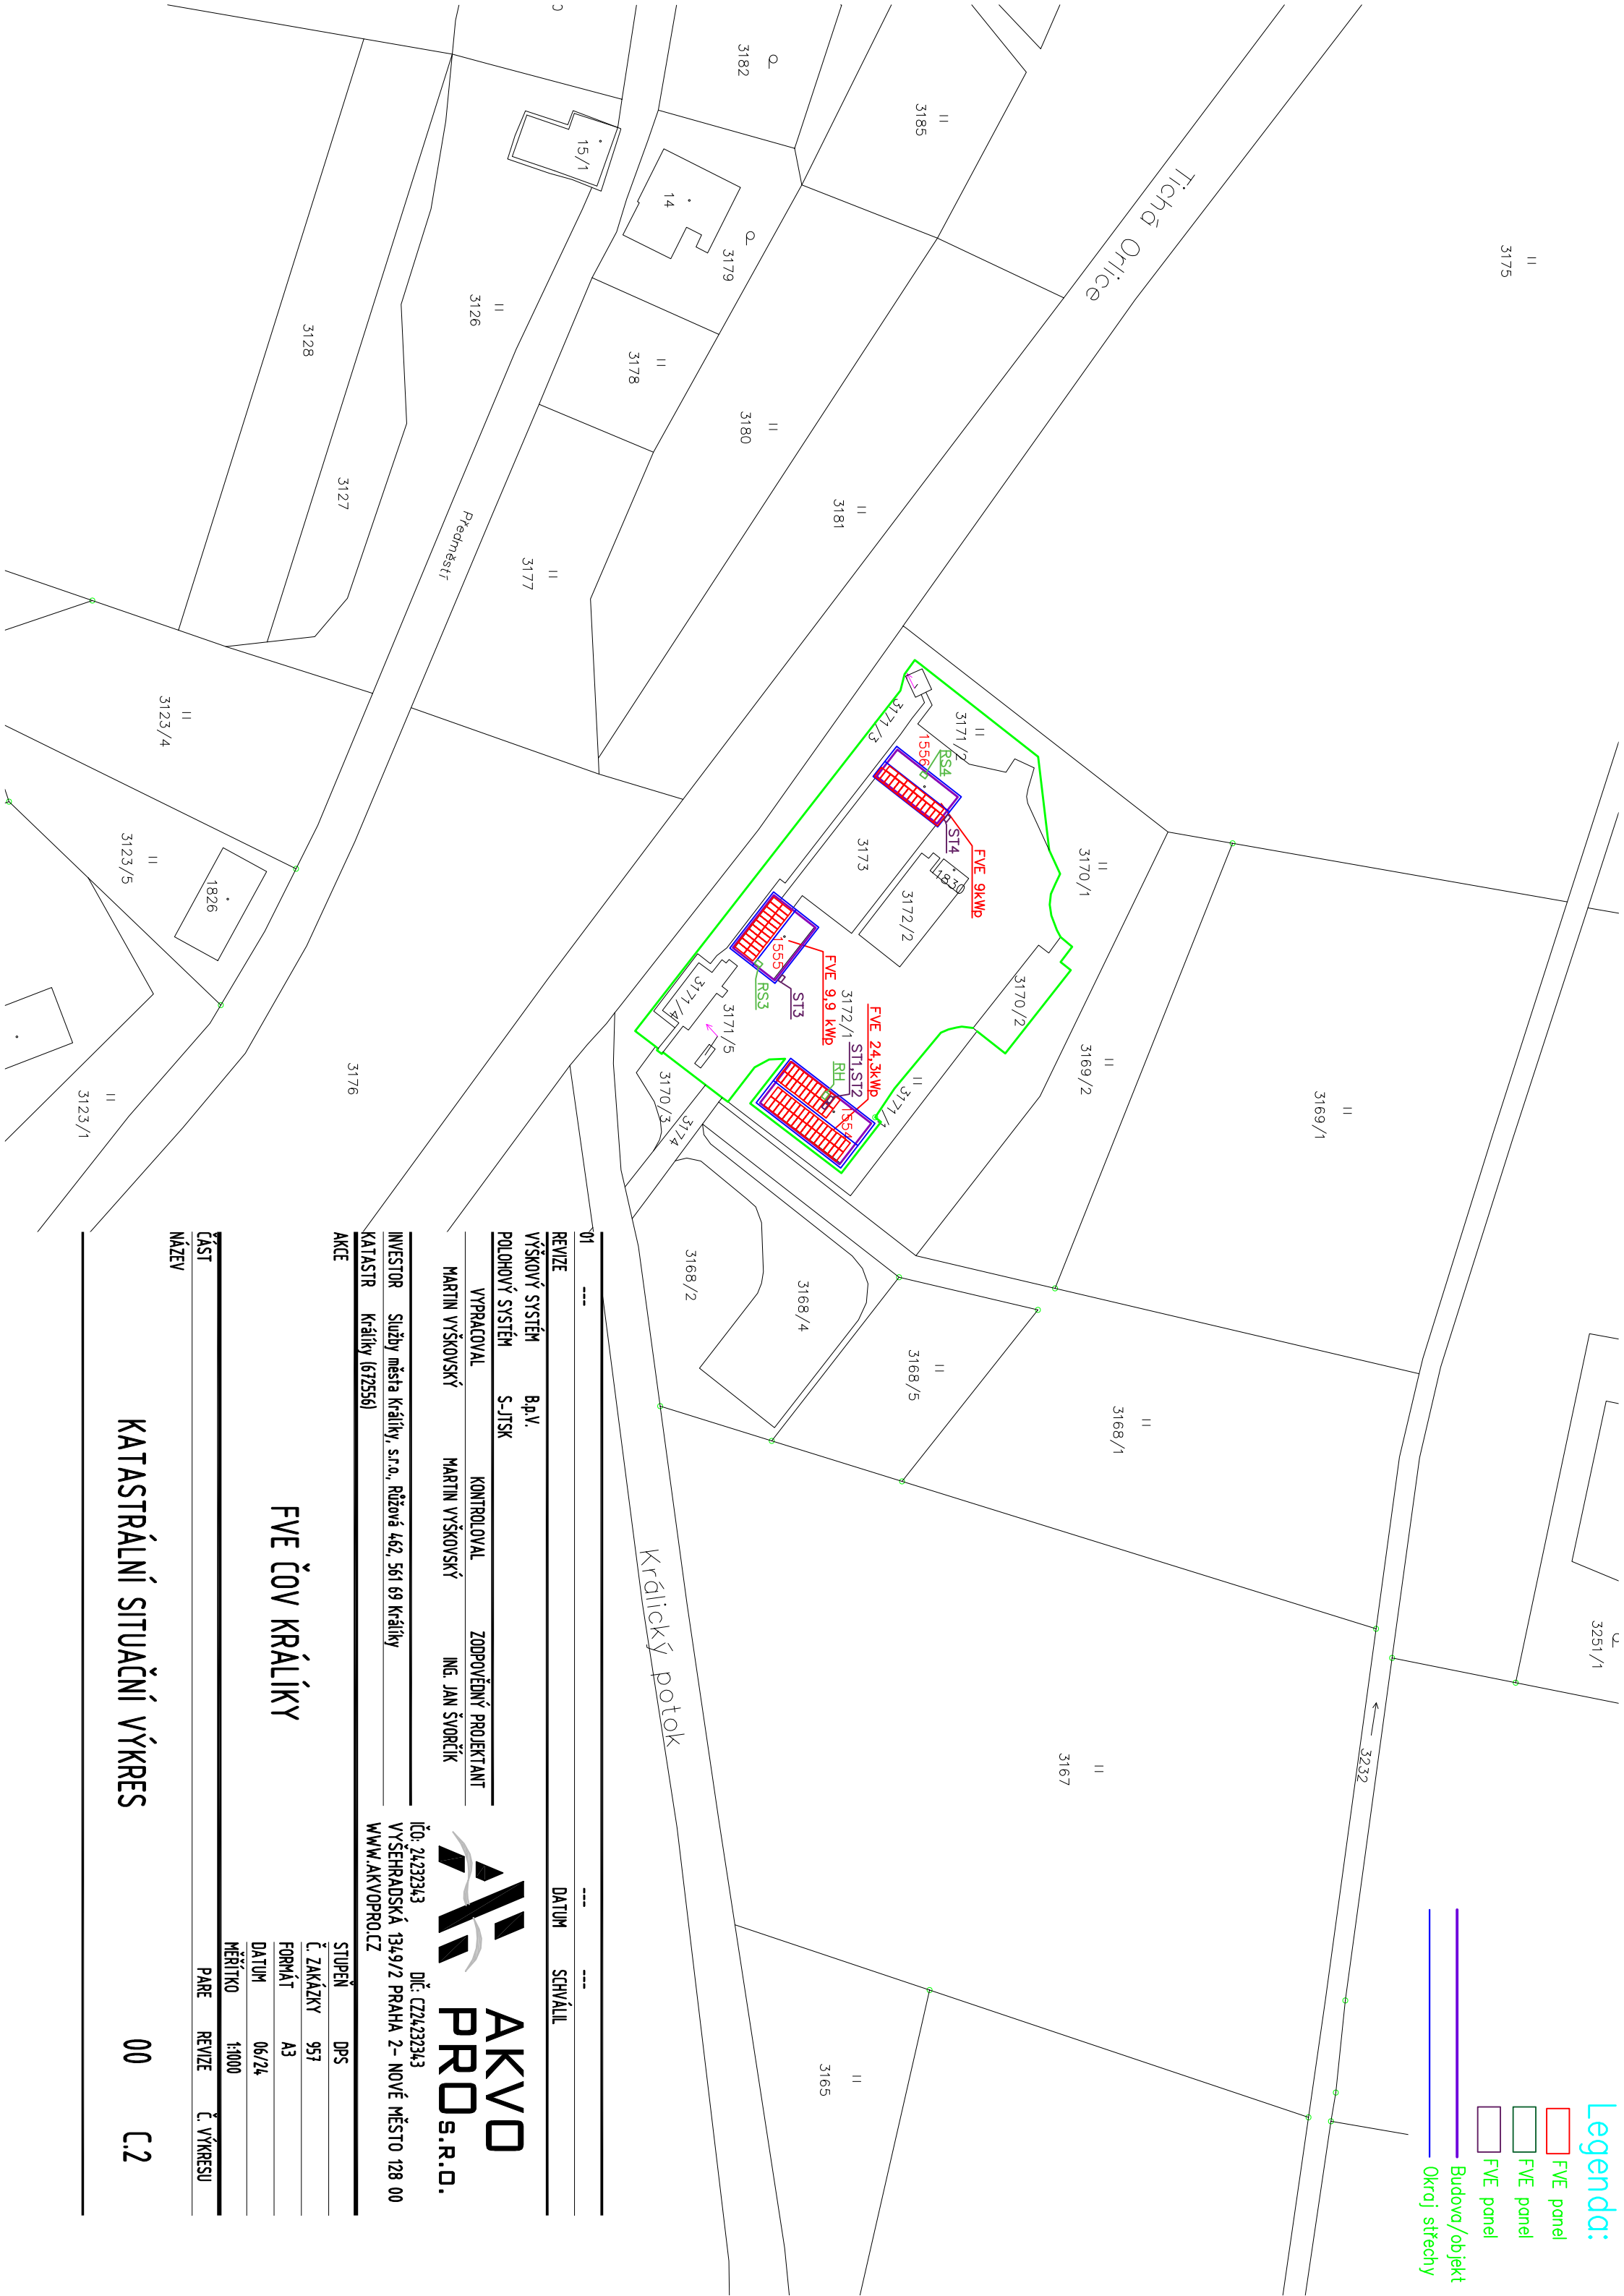 Legenda:
FVE panel
FVE panel
FVE panel
Budova/objekt
Okraj střechy
3175
3251/1
3169/1
3232
3185
Tichá Orlice
3182
3170/1
3169/2
3168/1
3167
3170/2
3171/2
RS4
1556
3171/3
ST4
FVE 9kWp
1830
3173
3172/2
3171/1
FVE 24,3kWp
ST1,ST2
RH
1554
3172/1
FVE 9,9 kWp
1555
ST3
RS3
3171/4
3171/5
3170/3
3174
3168/5
3168/4
3168/2
3165
3181
3180
3179
14
15/1
3178
3177
Předměstí
3126
3127
3128
3176
Králický potok
3123/4
3123/5
1826
3123/1
01 --- --- ---
REVIZE DATUM SCHVÁLIL
VÝŠKOVÝ SYSTÉM B.p.V.
POLOHOVÝ SYSTÉM S-JTSK
VYPRACOVAL KONTROLOVAL ZODPOVĚDNÝ PROJEKTANT
MARTIN VYŠKOVSKÝ MARTIN VYŠKOVSKÝ ING. JAN ŠVORČÍK
AKVO
PRO S.R.O.
IČO: 24232343 DIČ: CZ24232343
VYŠEHRADSKÁ 1349/2 PRAHA 2- NOVÉ MĚSTO 128 00
WWW.AKVOPRO.CZ
INVESTOR Služby města Králíky, s.r.o., Růžová 462, 561 69 Králíky
KATASTR Králíky (672556)
AKCE
FVE ČOV KRÁLÍKY
STUPEŇ DPS
Č. ZAKÁZKY 957
FORMÁT A3
DATUM 06/24
MĚŘÍTKO 1:1000
ČÁST PARE REVIZE Č. VÝKRESU
NÁZEV
KATASTRÁLNÍ SITUAČNÍ VÝKRES 00 C.2